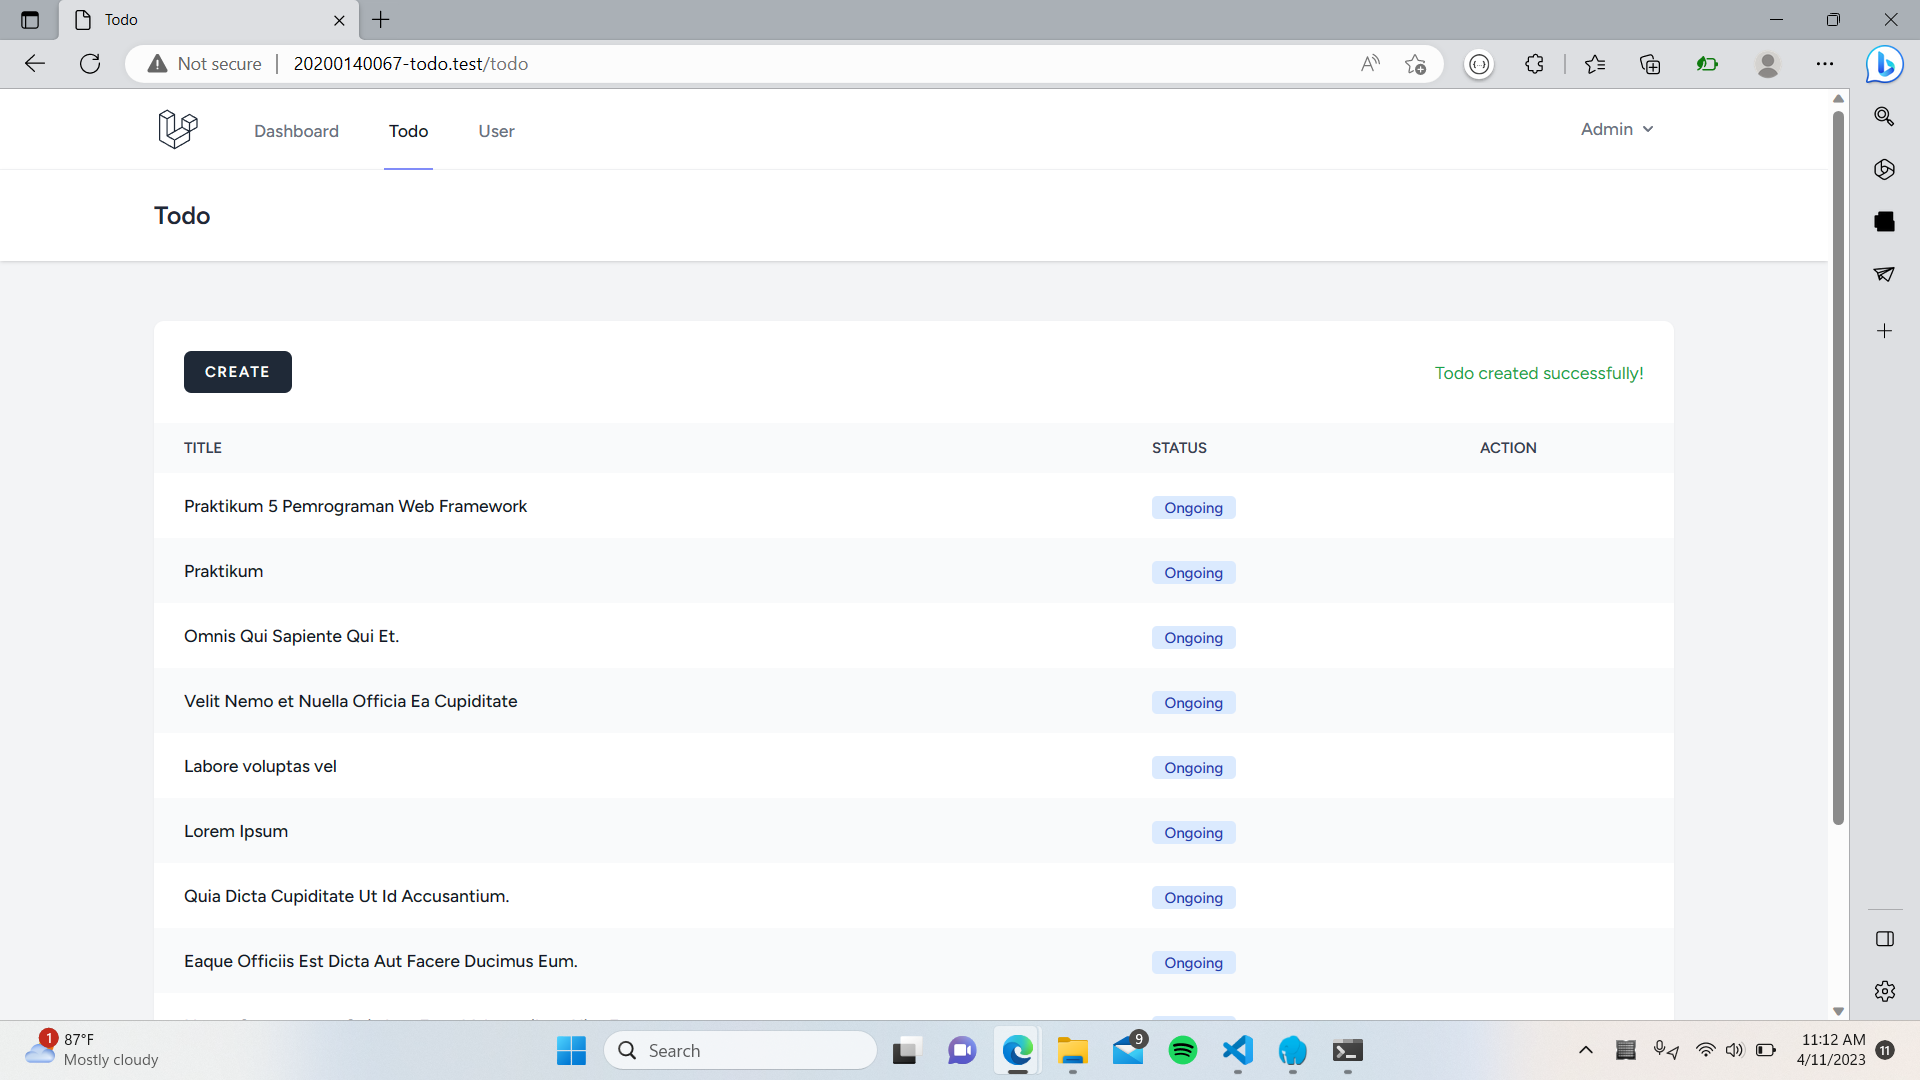 Todo
Not secure
20200140067-todo.test/todo
Dashboard
Todo
User
Admin
Todo
CREATE
Todo created successfully!
TITLE STATUS ACTION
Praktikum 5 Pemrograman Web Framework Ongoing
Praktikum Ongoing
Omnis Qui Sapiente Qui Et. Ongoing
Velit Nemo et Nuella Officia Ea Cupiditate Ongoing
Labore voluptas vel Ongoing
Lorem Ipsum Ongoing
Quia Dicta Cupiditate Ut Id Accusantium. Ongoing
Eaque Officiis Est Dicta Aut Facere Ducimus Eum. Ongoing
1
87°F
Mostly cloudy
Search
9
11:12 AM
4/11/2023
11